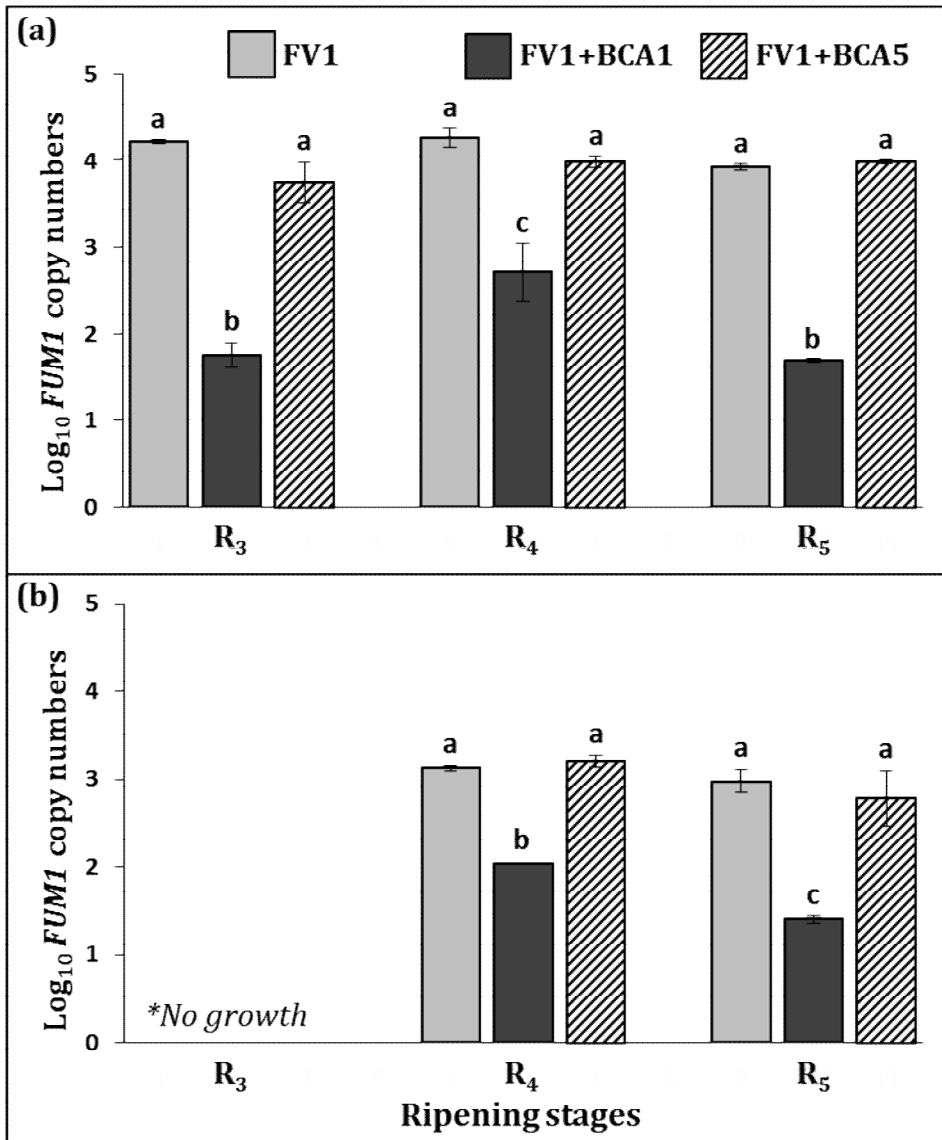 (a)
FV1 FV1+BCA1 FV1+BCA5
Log₁₀ FUM1 copy numbers
5
4
3
2
1
0
a b a
a c a
a b a
R₃ R₄ R₅
(b)
Log₁₀ FUM1 copy numbers
5
4
3
2
1
0
*No growth
a b a
a c a
R₃ R₄ R₅
Ripening stages